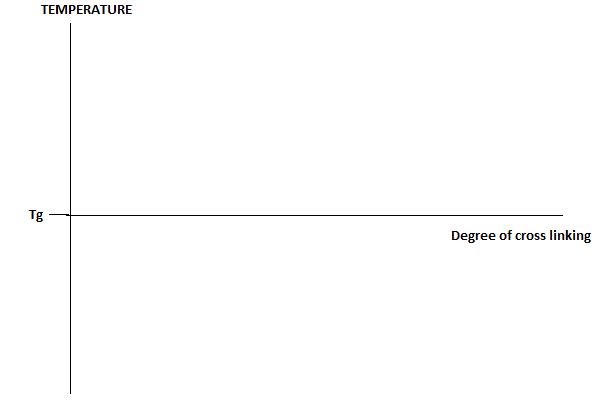 TEMPERATURE
Tg
Degree of cross linking